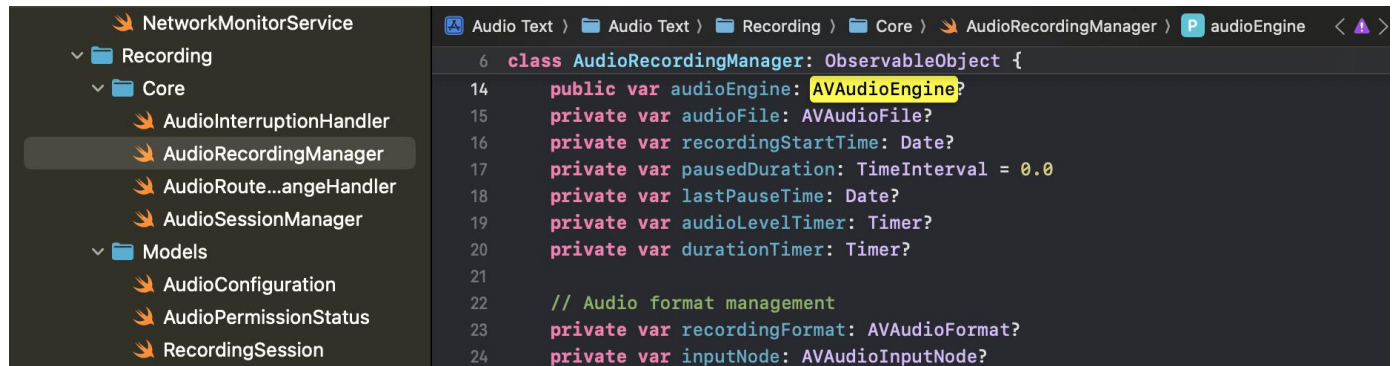 NetworkMonitorService
Recording
Core
AudioInterruptionHandler
AudioRecordingManager
AudioRoute...angeHandler
AudioSessionManager
Models
AudioConfiguration
AudioPermissionStatus
RecordingSession
Audio Text 〉 Audio Text 〉 Recording 〉 Core 〉 AudioRecordingManager 〉 P audioEngine
6 class AudioRecordingManager: ObservableObject {
14 public var audioEngine: AVAudioEngine?
15 private var audioFile: AVAudioFile?
16 private var recordingStartTime: Date?
17 private var pausedDuration: TimeInterval = 0.0
18 private var lastPauseTime: Date?
19 private var audioLevelTimer: Timer?
20 private var durationTimer: Timer?
21
22 // Audio format management
23 private var recordingFormat: AVAudioFormat?
24 private var inputNode: AVAudioInputNode?